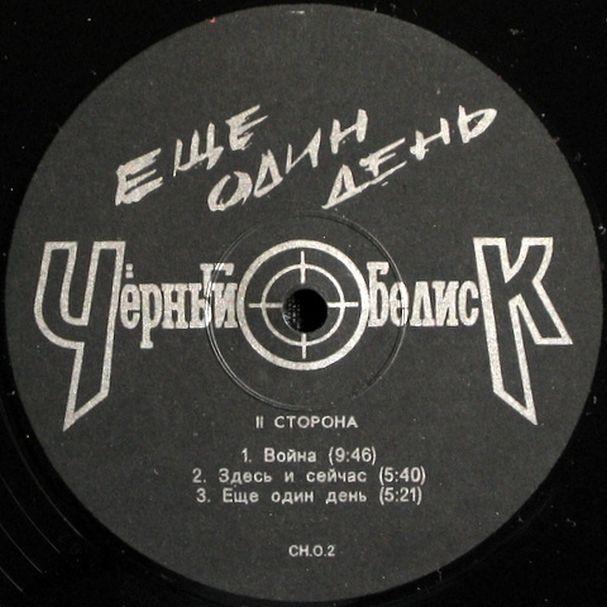 ЕЩЕ
ОДИН
ДЕНЬ
Чёрный Обелиск
II СТОРОНА
1. Война (9:46)
2. Здесь и сейчас (5:40)
3. Еще один день (5:21)
СН.О.2